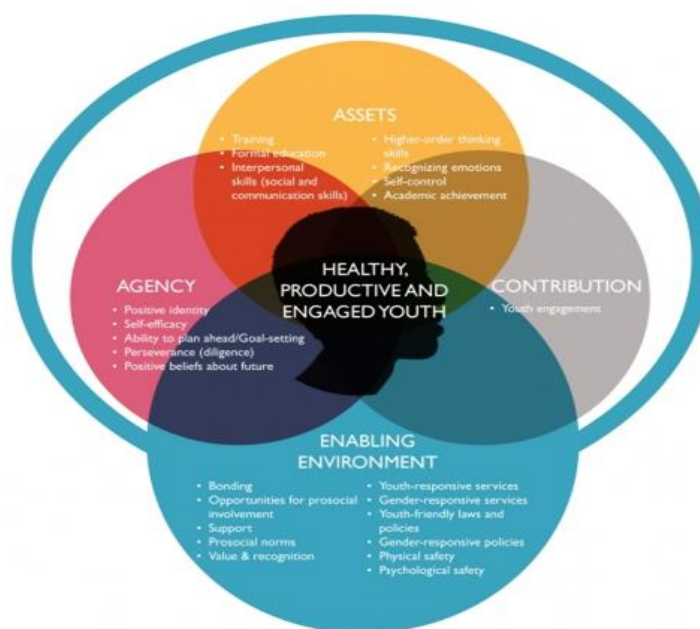 ASSETS
• Training
• Formal education
• Interpersonal
skills (social and
communication skills)
• Higher-order thinking
skills
• Recognizing emotions
• Self-control
• Academic achievement
AGENCY
• Positive identity
• Self-efficacy
• Ability to plan ahead/Goal-setting
• Perseverance (diligence)
• Positive beliefs about future
HEALTHY,
PRODUCTIVE AND
ENGAGED YOUTH
CONTRIBUTION
• Youth engagement
ENABLING
ENVIRONMENT
• Bonding
• Opportunities for prosocial
involvement
• Support
• Prosocial norms
• Value & recognition
• Youth-responsive services
• Gender-responsive services
• Youth-friendly laws and
policies
• Gender-responsive policies
• Physical safety
• Psychological safety